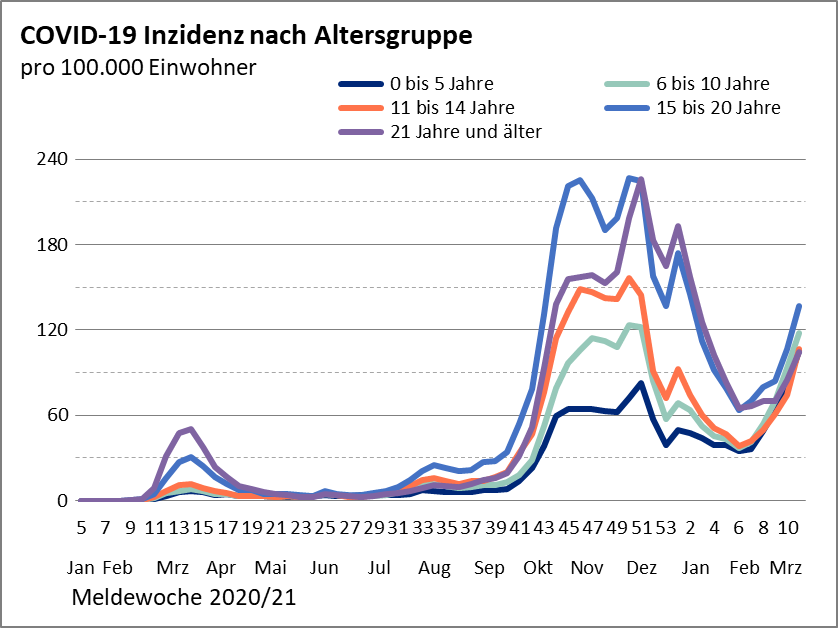 COVID-19 Inzidenz nach Altersgruppe
pro 100.000 Einwohner
0 bis 5 Jahre
6 bis 10 Jahre
11 bis 14 Jahre
15 bis 20 Jahre
21 Jahre und älter
240
180
120
60
0
5 7 9 11 13 15 17 19 21 23 25 27 29 31 33 35 37 39 41 43 45 47 49 51 53 2 4 6 8 10
Jan Feb Mrz Apr Mai Jun Jul Aug Sep Okt Nov Dez Jan Feb Mrz
Meldewoche 2020/21